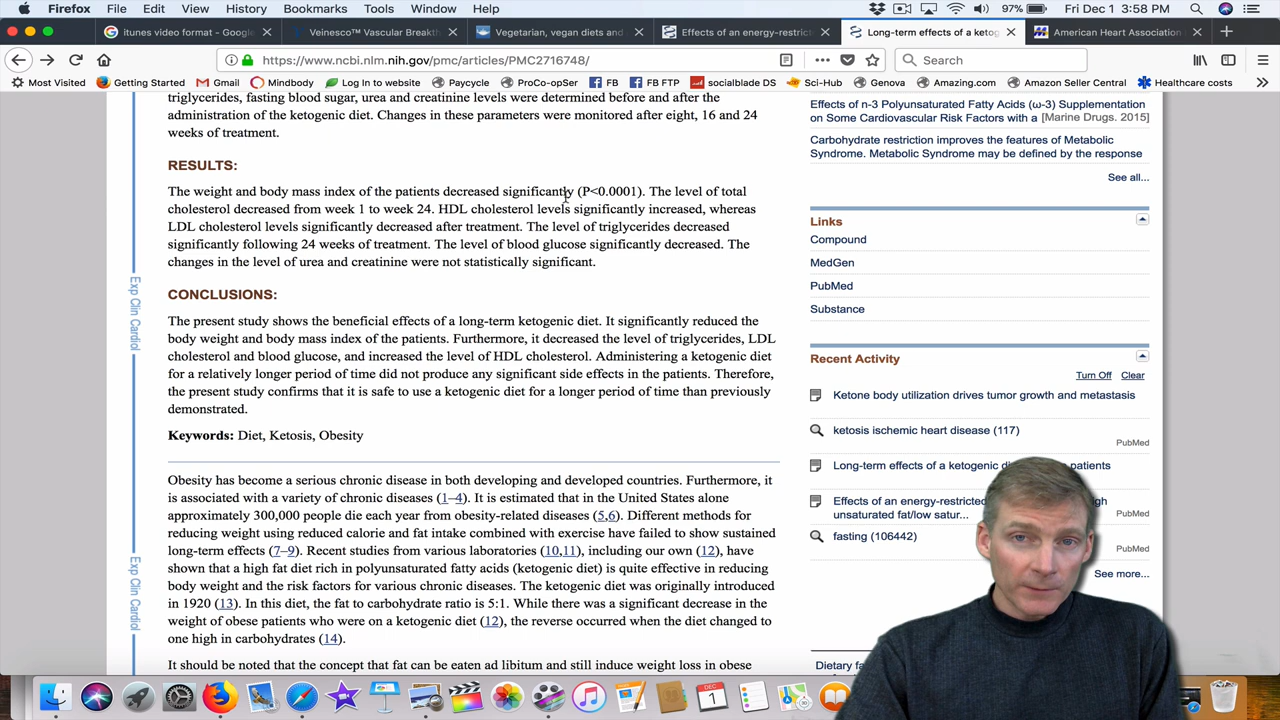 Firefox File Edit View History Bookmarks Tools Window Help 97% Fri Dec 1 3:58 PM
itunes video format - Google Veinesco™ Vascular Breakth Vegetarian, vegan diets and Effects of an energy-restric Long-term effects of a ketog American Heart Association
https://www.ncbi.nlm.nih.gov/pmc/articles/PMC2716748/ Search
Most Visited Getting Started Gmail Mindbody Log In to website Paycycle ProCo-opSer FB FB FTP socialblade DS Sci-Hub Genova Amazing.com Amazon Seller Central Healthcare costs
triglycerides, fasting blood sugar, urea and creatinine levels were determined before and after the
administration of the ketogenic diet. Changes in these parameters were monitored after eight, 16 and 24
weeks of treatment.
RESULTS:
The weight and body mass index of the patients decreased significantly (P<0.0001). The level of total
cholesterol decreased from week 1 to week 24. HDL cholesterol levels significantly increased, whereas
LDL cholesterol levels significantly decreased after treatment. The level of triglycerides decreased
significantly following 24 weeks of treatment. The level of blood glucose significantly decreased. The
changes in the level of urea and creatinine were not statistically significant.
CONCLUSIONS:
The present study shows the beneficial effects of a long-term ketogenic diet. It significantly reduced the
body weight and body mass index of the patients. Furthermore, it decreased the level of triglycerides, LDL
cholesterol and blood glucose, and increased the level of HDL cholesterol. Administering a ketogenic diet
for a relatively longer period of time did not produce any significant side effects in the patients. Therefore,
the present study confirms that it is safe to use a ketogenic diet for a longer period of time than previously
demonstrated.
Keywords: Diet, Ketosis, Obesity
Obesity has become a serious chronic disease in both developing and developed countries. Furthermore, it
is associated with a variety of chronic diseases (1–4). It is estimated that in the United States alone
approximately 300,000 people die each year from obesity-related diseases (5,6). Different methods for
reducing weight using reduced calorie and fat intake combined with exercise have failed to show sustained
long-term effects (7–9). Recent studies from various laboratories (10,11), including our own (12), have
shown that a high fat diet rich in polyunsaturated fatty acids (ketogenic diet) is quite effective in reducing
body weight and the risk factors for various chronic diseases. The ketogenic diet was originally introduced
in 1920 (13). In this diet, the fat to carbohydrate ratio is 5:1. While there was a significant decrease in the
weight of obese patients who were on a ketogenic diet (12), the reverse occurred when the diet changed to
one high in carbohydrates (14).
It should be noted that the concept that fat can be eaten ad libitum and still induce weight loss in obese
Exp Clin Cardiol
Exp Clin Cardiol
Effects of n-3 Polyunsaturated Fatty Acids (ω-3) Supplementation
on Some Cardiovascular Risk Factors with a [Marine Drugs. 2015]
Carbohydrate restriction improves the features of Metabolic
Syndrome. Metabolic Syndrome may be defined by the response
See all...
Links
Compound
MedGen
PubMed
Substance
Recent Activity
Turn Off Clear
Ketone body utilization drives tumor growth and metastasis
ketosis ischemic heart disease (117)
PubMed
Long-term effects of a ketogenic di patients
Effects of an energy-restricted igh
unsaturated fat/low satur...
PubMed
fasting (106442)
PubMed
See more...
Dietary fa
DEC
1